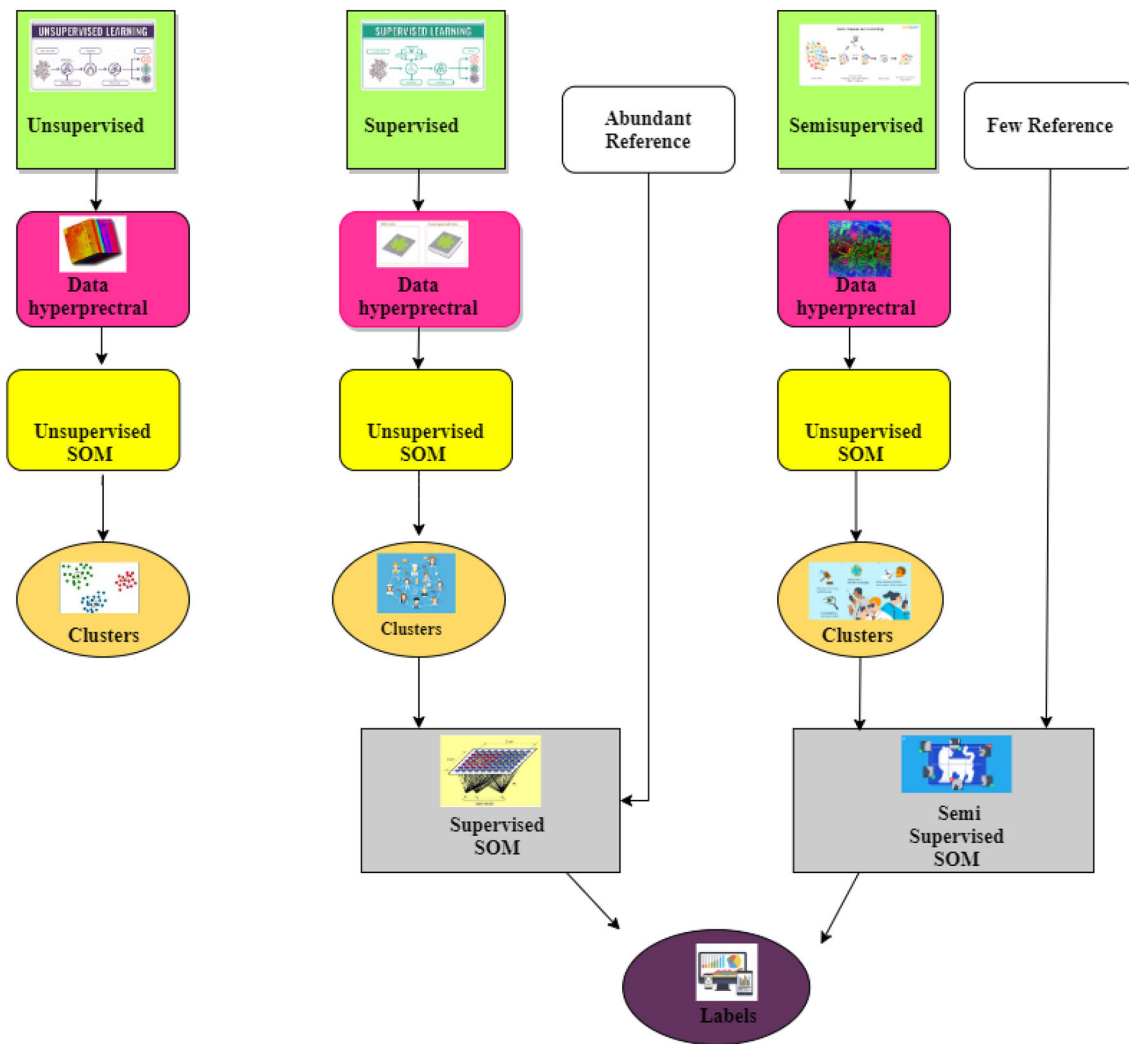 UNSUPERVISED LEARNING
Unsupervised
SUPERVISED LEARNING
Supervised
Abundant
Reference
Semisupervised
Few Reference
Data
hyperprectral
Data
hyperprectral
Data
hyperprectral
Unsupervised
SOM
Unsupervised
SOM
Unsupervised
SOM
Clusters
Clusters
Clusters
Supervised
SOM
Semi
Supervised
SOM
Labels